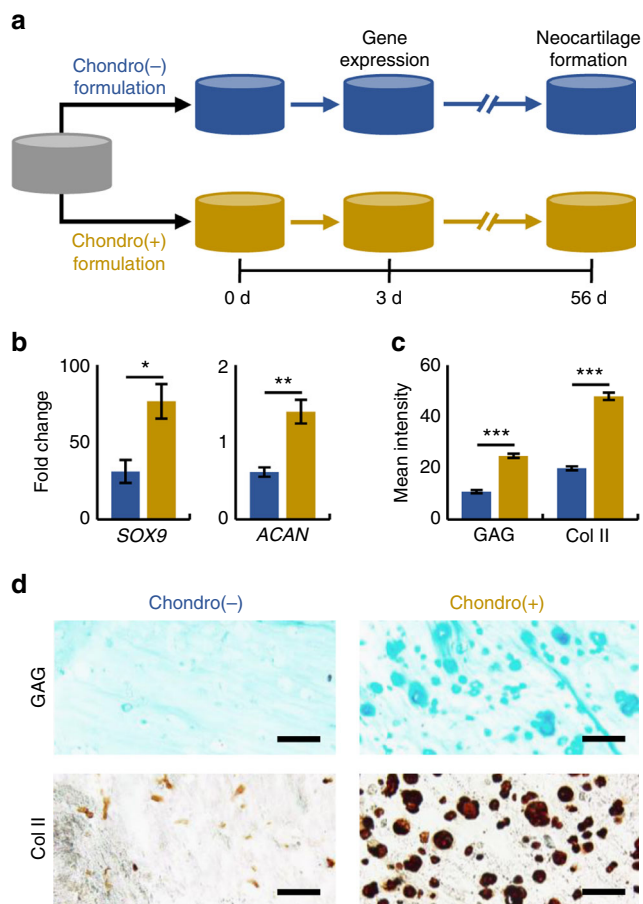 a
Gene
expression
Neocartilage
formation
Chondro(–)
formulation
Chondro(+)
formulation
0 d
3 d
56 d
b
Fold change
100
50
0
*
SOX9
2
1
0
**
ACAN
c
Mean intensity
60
40
20
0
***
***
GAG
Col II
d
Chondro(–)
Chondro(+)
GAG
Col II